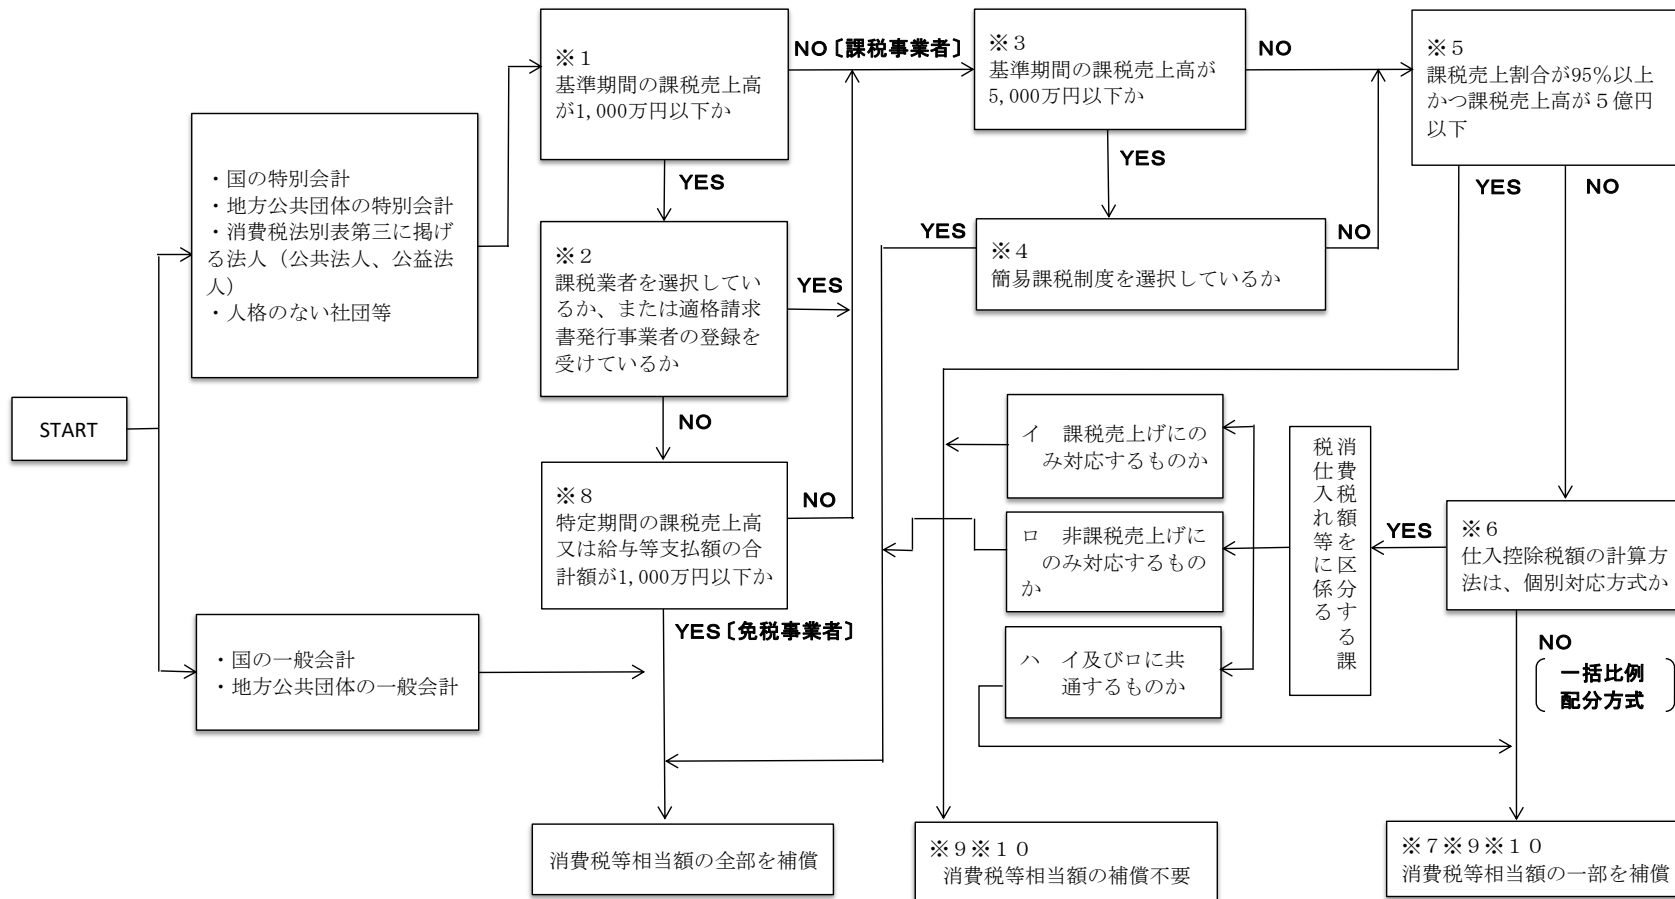 START
・国の特別会計
・地方公共団体の特別会計
・消費税法別表第三に掲げ
る法人（公共法人、公益法
人）
・人格のない社団等
・国の一般会計
・地方公共団体の一般会計
※１
基準期間の課税売上高
が1,000万円以下か
NO〔課税事業者〕
YES
※２
課税業者を選択してい
るか、または適格請求
書発行事業者の登録を
受けているか
YES
NO
※８
特定期間の課税売上高
又は給与等支払額の合
計額が1,000万円以下か
NO
YES〔免税事業者〕
※３
基準期間の課税売上高が
5,000万円以下か
NO
YES
※４
簡易課税制度を選択しているか
YES
NO
※５
課税売上割合が95％以上
かつ課税売上高が５億円
以下
YES
NO
※６
仕入控除税額の計算方
法は、個別対応方式か
YES
NO
一括比例
配分方式
消費税額を区分する課
税仕入れ等に係る
イ　課税売上げにの
み対応するものか
ロ　非課税売上げに
のみ対応するもの
か
ハ　イ及びロに共
通するものか
消費税等相当額の全部を補償
※９※１０
消費税等相当額の補償不要
※７※９※１０
消費税等相当額の一部を補償